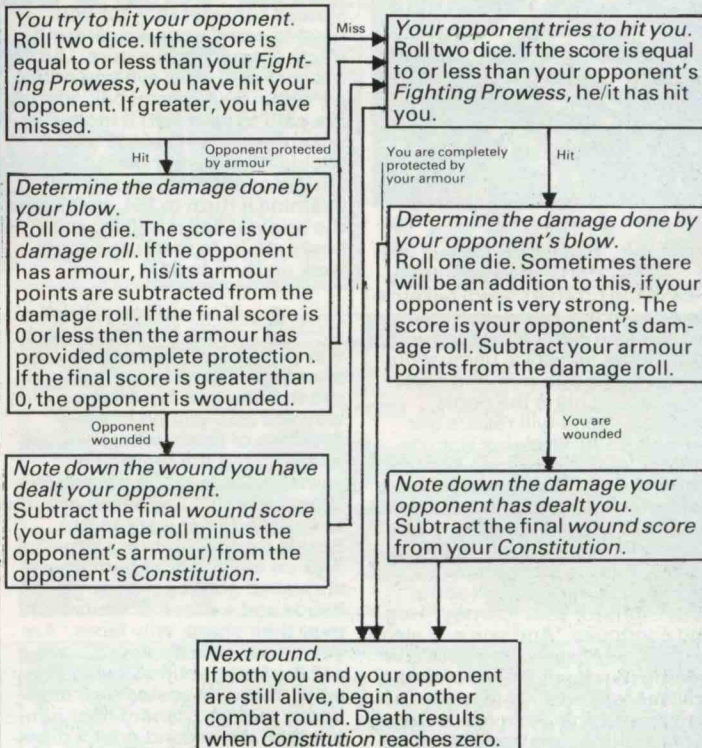 You try to hit your opponent.
Roll two dice. If the score is
equal to or less than your Fight-
ing Prowess, you have hit your
opponent. If greater, you have
missed.
Miss
Your opponent tries to hit you.
Roll two dice. If the score is equal
to or less than your opponent's
Fighting Prowess, he/it has hit
you.
Hit
Opponent protected
by armour
You are completely
protected by
your armour
Hit
Determine the damage done by
your blow.
Roll one die. The score is your
damage roll. If the opponent
has armour, his/its armour
points are subtracted from the
damage roll. If the final score is
0 or less then the armour has
provided complete protection.
If the final score is greater than
0, the opponent is wounded.
Determine the damage done by
your opponent's blow.
Roll one die. Sometimes there
will be an addition to this, if your
opponent is very strong. The
score is your opponent's dam-
age roll. Subtract your armour
points from the damage roll.
Opponent
wounded
You are
wounded
Note down the wound you have
dealt your opponent.
Subtract the final wound score
(your damage roll minus the
opponent's armour) from the
opponent's Constitution.
Note down the damage your
opponent has dealt you.
Subtract the final wound score
from your Constitution.
Next round.
If both you and your opponent
are still alive, begin another
combat round. Death results
when Constitution reaches zero.